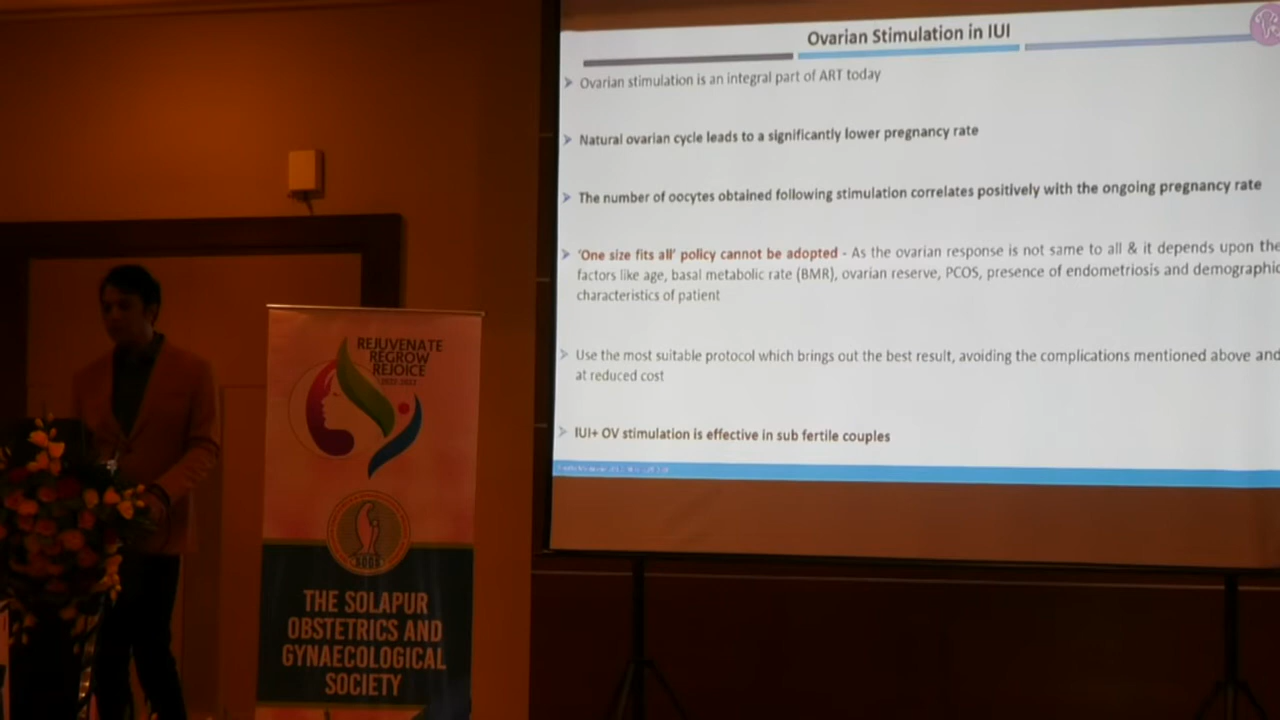 Ovarian Stimulation in IUI
➢ Ovarian stimulation is an integral part of ART today
➢ Natural ovarian cycle leads to a significantly lower pregnancy rate
➢ The number of oocytes obtained following stimulation correlates positively with the ongoing pregnancy rate
➢ 'One size fits all' policy cannot be adopted - As the ovarian response is not same to all & it depends upon the
factors like age, basal metabolic rate (BMR), ovarian reserve, PCOS, presence of endometriosis and demographic
characteristics of patient
➢ Use the most suitable protocol which brings out the best result, avoiding the complications mentioned above and
at reduced cost
➢ IUI+ OV stimulation is effective in sub fertile couples
REJUVENATE
REGROW
REJOICE
2022-2023
SOGS
THE SOLAPUR
OBSTETRICS AND
GYNAECOLOGICAL
SOCIETY